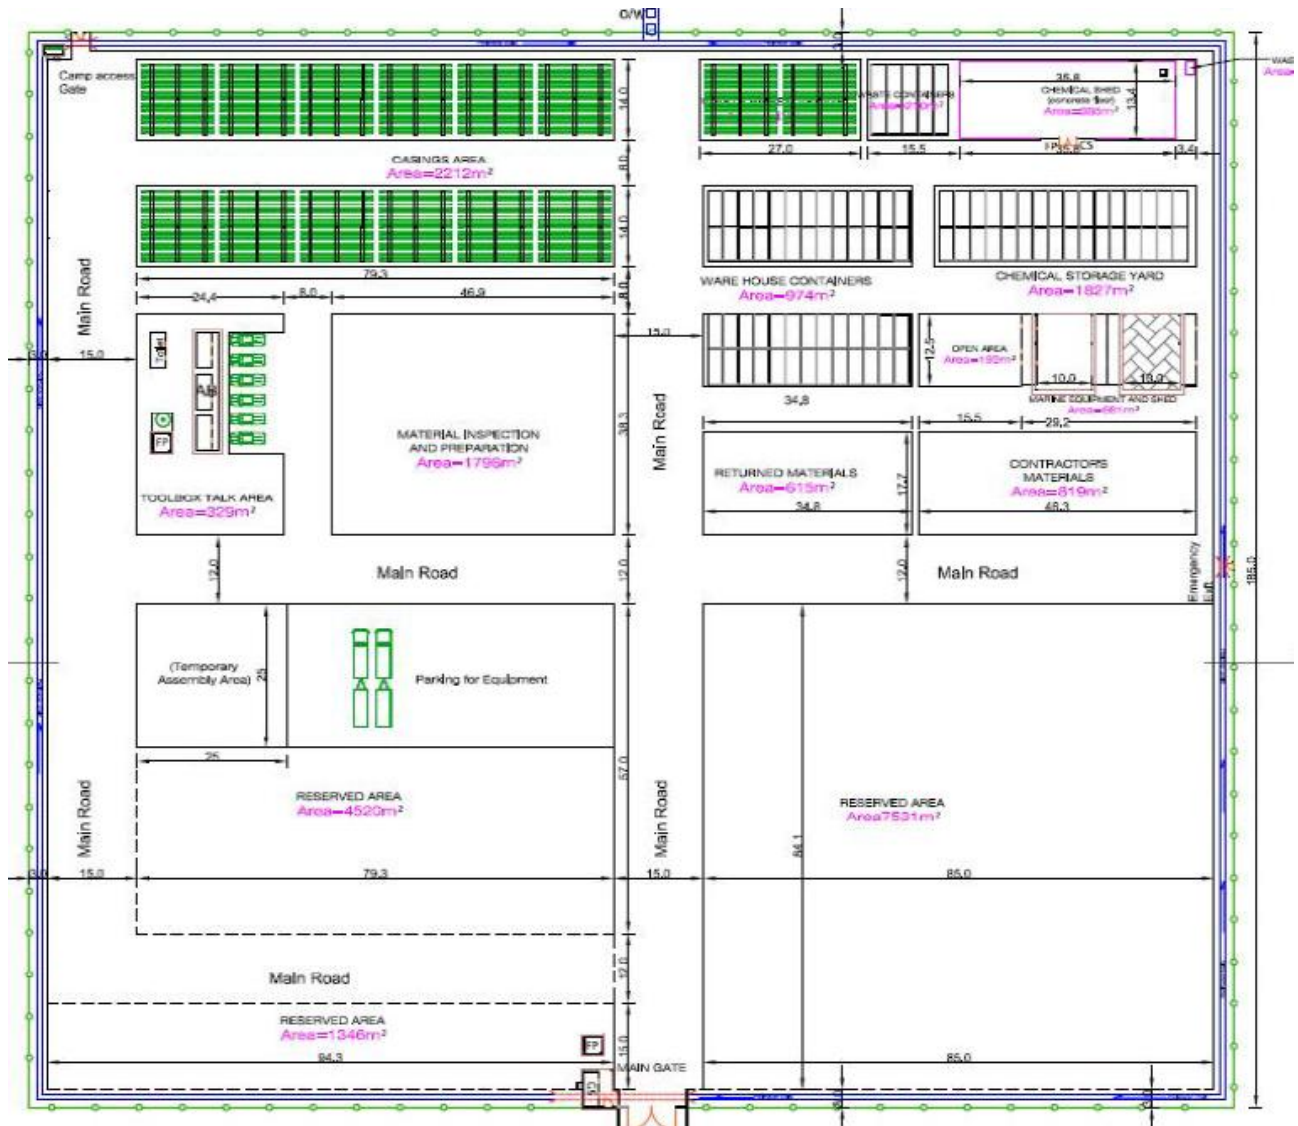 O/W
3.0
Camp access
Gate
14.0
CASINGS AREA
Area=2212m²
8.0
14.0
79.3
24.4
8.0
46.9
8.0
27.0
15.5
35.8
13.4
CHEMICAL SHED
(concrete floor)
3.4
WARE HOUSE CONTAINERS
Area=974m²
CHEMICAL STORAGE YARD
Area=1827m²
Main Road
3.0
15.0
Toilet
FP
TOOLBOX TALK AREA
Area=329m²
MATERIAL INSPECTION
AND PREPARATION
38.3
15.0
Main Road
12.5
OPEN AREA
10.0
MARINE EQUIPMENT AND SHED
34.8
15.5
29.2
RETURNED MATERIALS
Area=615m²
34.8
17.7
CONTRACTOR'S
MATERIALS
Area=819m²
46.3
12.0
Main Road
12.0
12.0
Main Road
Emergency
Exit
185.0
(Temporary
Assembly Area)
25
25
Parking for Equipment
57.0
RESERVED AREA
Area=4520m²
Main Road
Main Road
RESERVED AREA
Area7531m²
84.1
3.0
15.0
79.3
15.0
85.0
12.0
Main Road
RESERVED AREA
Area=1346m²
FP
15.0
94.3
85.0
MAIN GATE
3.0